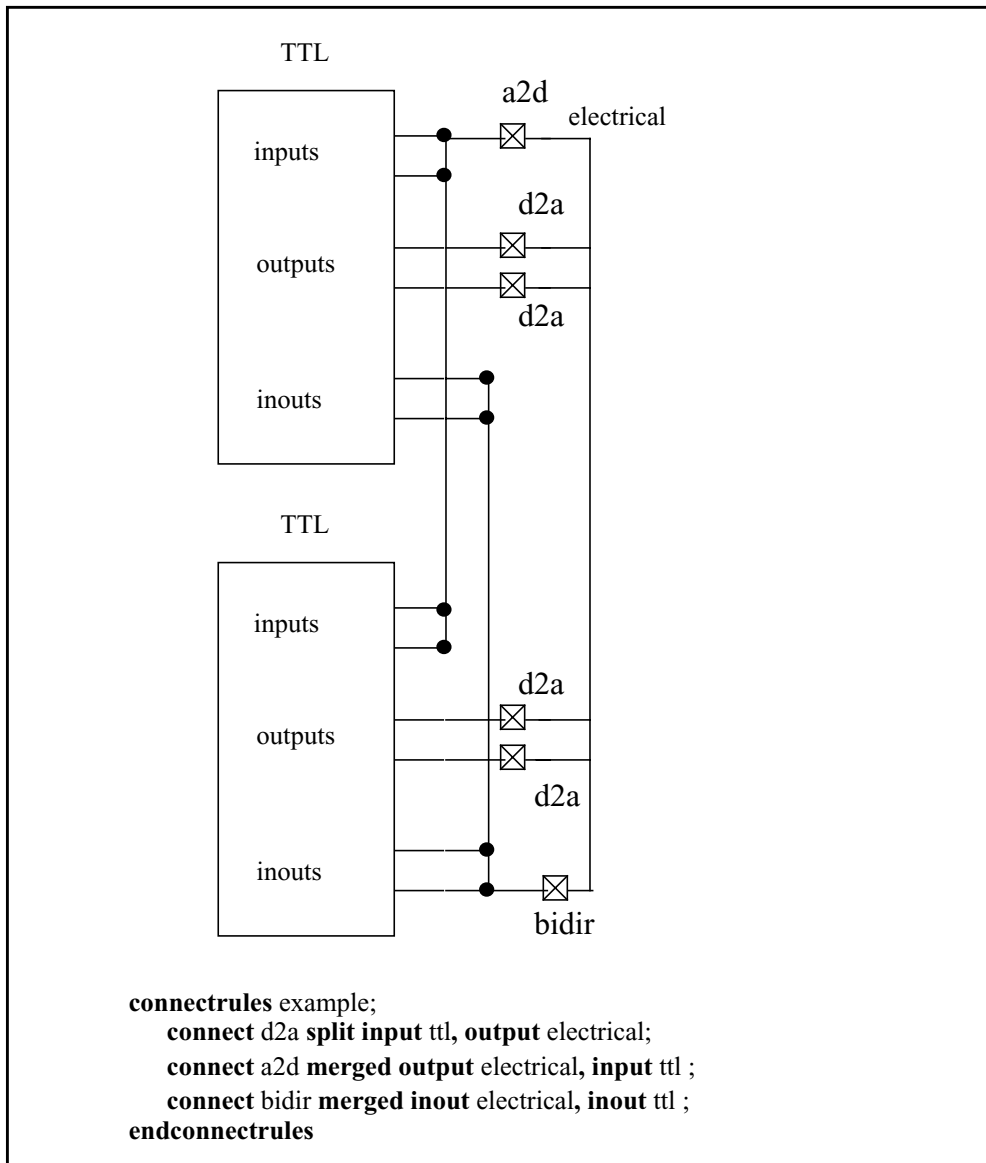 TTL
a2d
electrical
inputs
d2a
outputs
d2a
inouts
TTL
inputs
d2a
outputs
d2a
inouts
bidir
connectrules example;
connect d2a split input ttl, output electrical;
connect a2d merged output electrical, input ttl ;
connect bidir merged inout electrical, inout ttl ;
endconnectrules